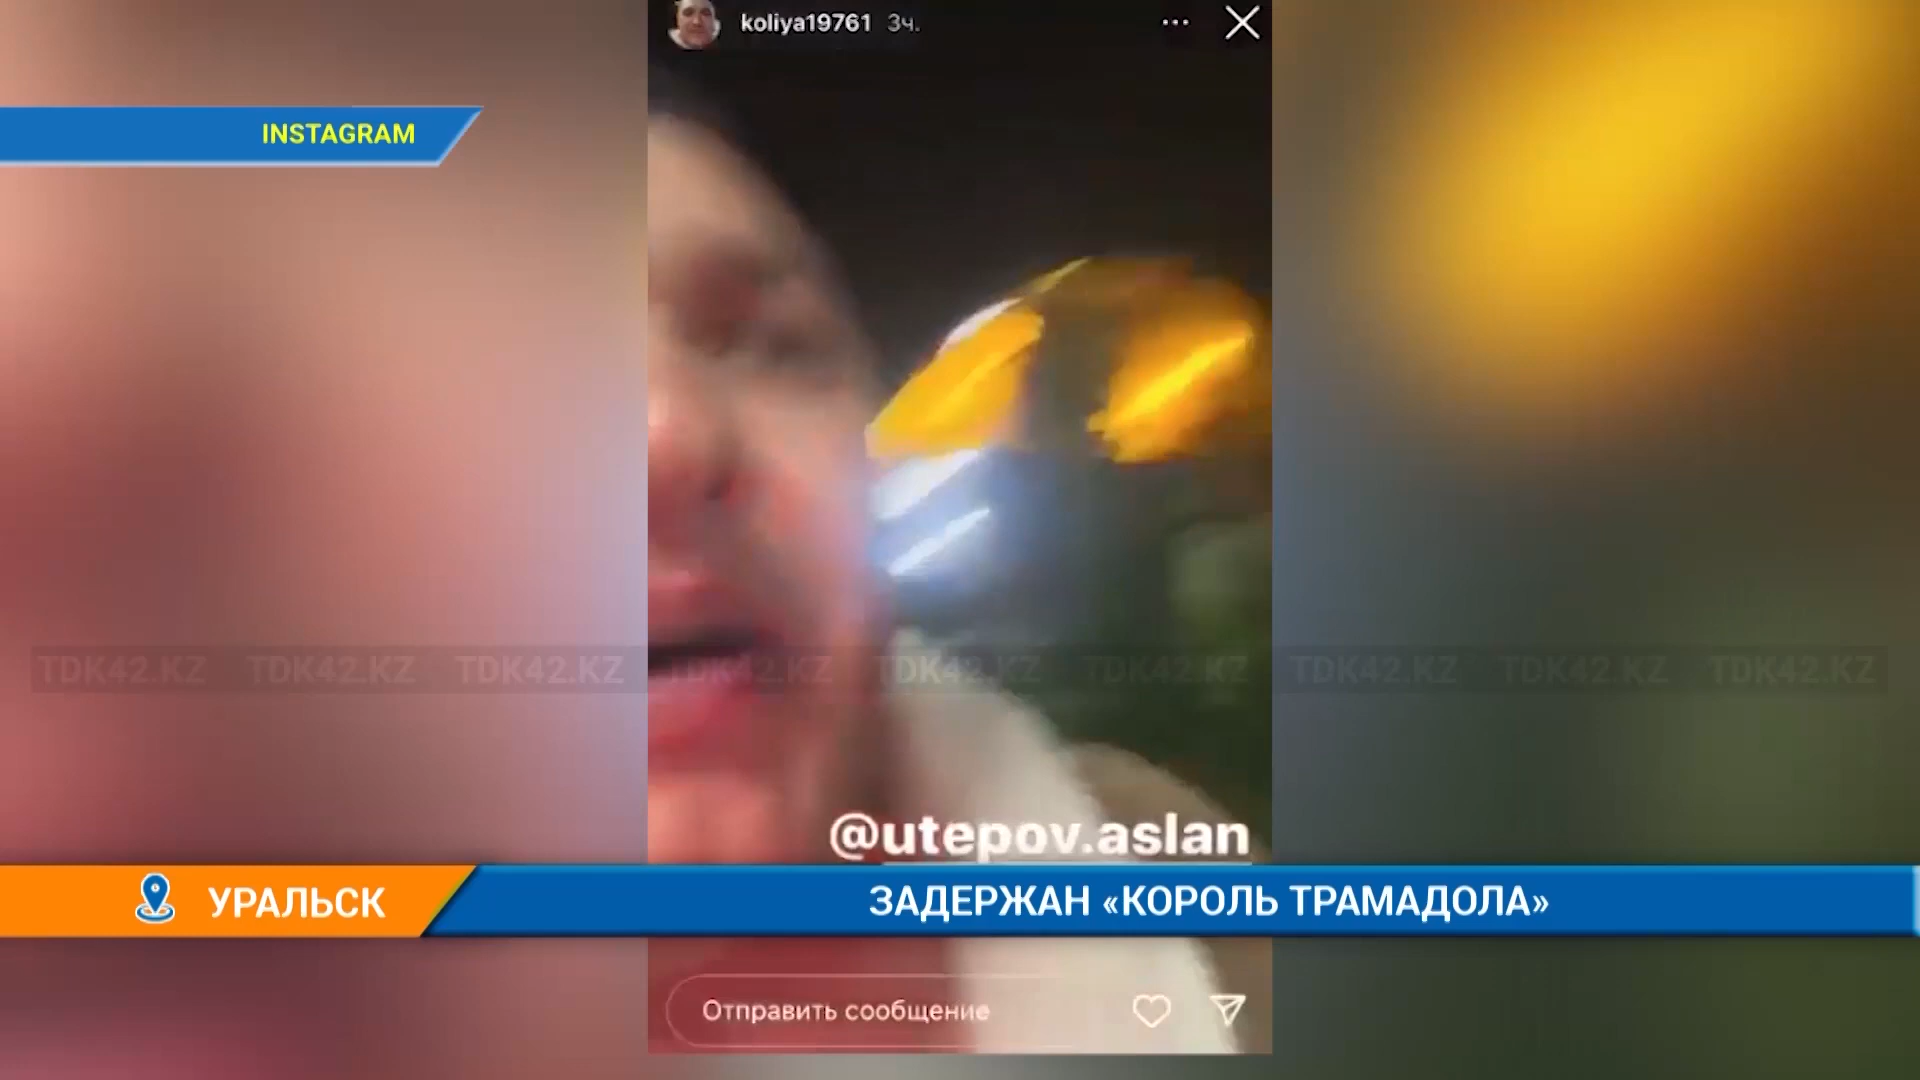 koliya19761 3ч.
INSTAGRAM
TDK42.KZ TDK42.KZ TDK42.KZ TDK42.KZ TDK42.KZ TDK42.KZ TDK42.KZ TDK42.KZ TDK42.KZ
@utepov.aslan
УРАЛЬСК
ЗАДЕРЖАН «КОРОЛЬ ТРАМАДОЛА»
Отправить сообщение